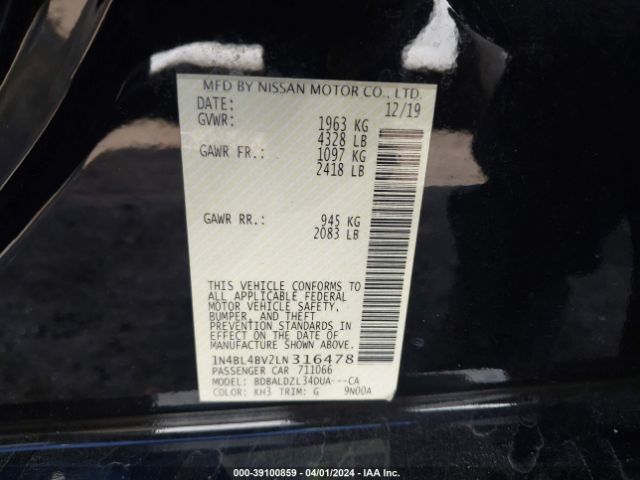 MFD BY NISSAN MOTOR CO., LTD.
DATE: 12/19
GVWR: 1963 KG
4328 LB
GAWR FR.: 1097 KG
2418 LB
GAWR RR.: 945 KG
2083 LB
THIS VEHICLE CONFORMS TO
ALL APPLICABLE FEDERAL
MOTOR VEHICLE SAFETY,
BUMPER, AND THEFT
PREVENTION STANDARDS IN
EFFECT ON THE DATE OF
MANUFACTURE SHOWN ABOVE.
1N4BL4BV2LN316478
PASSENGER CAR 711066
MODEL: BDBALDZL34DUA---CA
COLOR: KH3 TRIM: G 9N00A
000-39100859 - 04/01/2024 - IAA Inc.